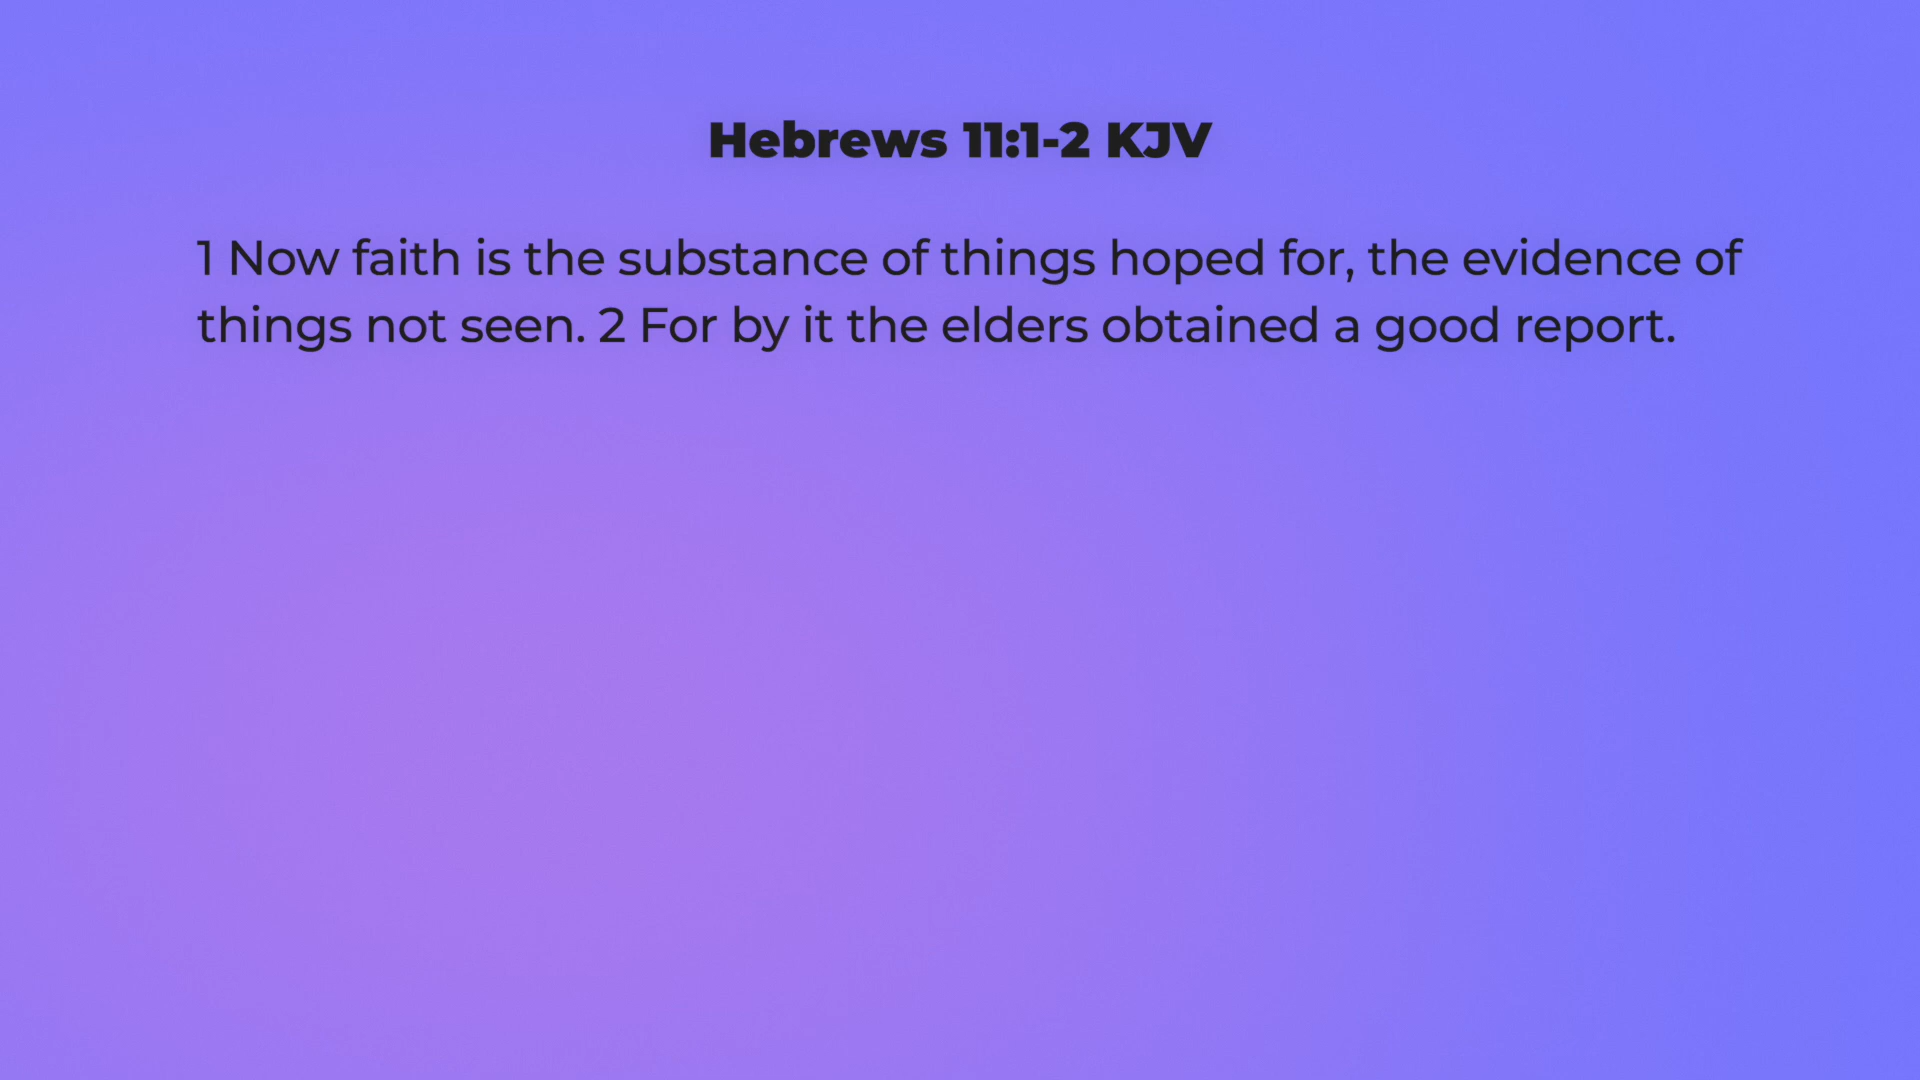 Hebrews 11:1-2 KJV
1 Now faith is the substance of things hoped for, the evidence of
things not seen. 2 For by it the elders obtained a good report.